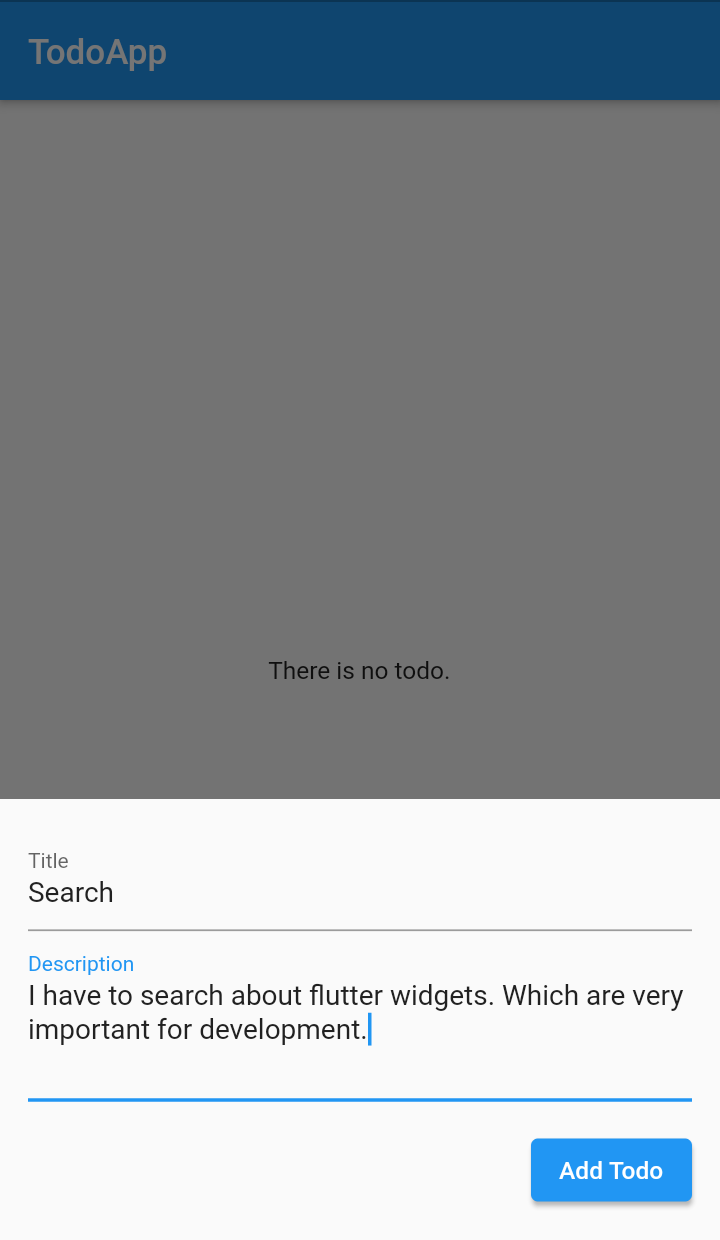 TodoApp
There is no todo.
Title
Search
Description
I have to search about flutter widgets. Which are very
important for development.
Add Todo